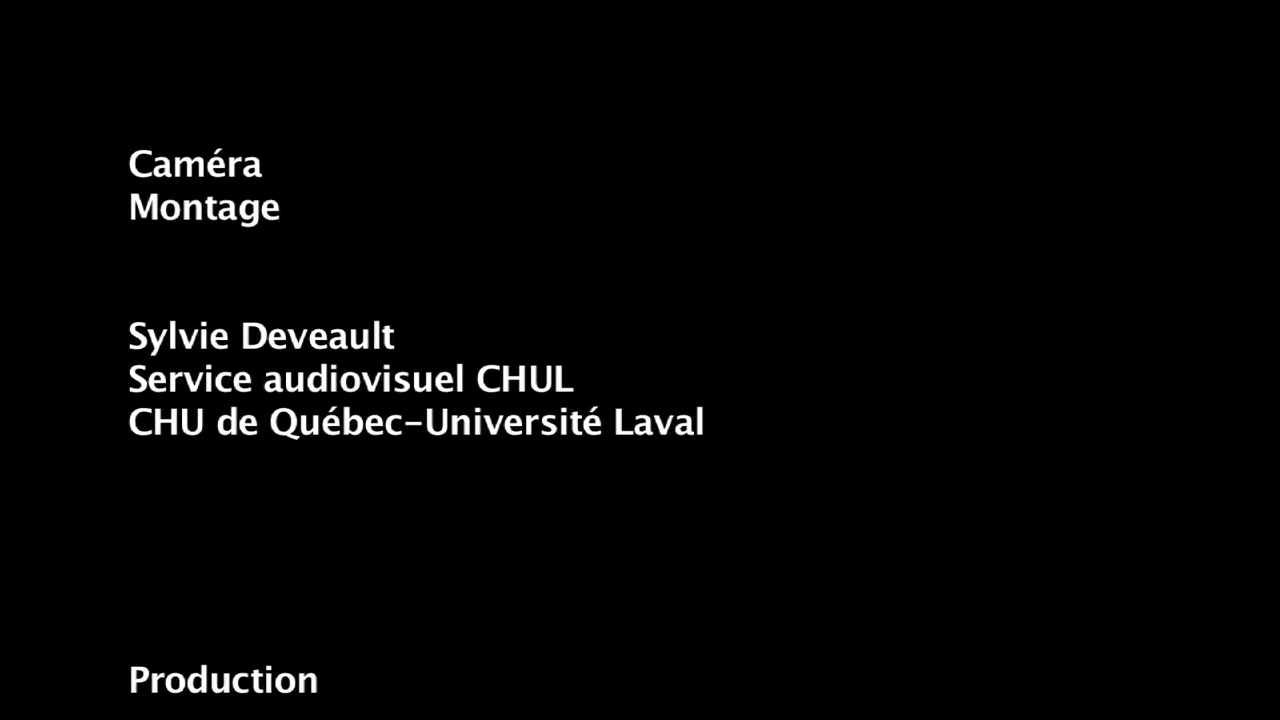 Caméra
Montage
Sylvie Deveault
Service audiovisuel CHUL
CHU de Québec-Université Laval
Production